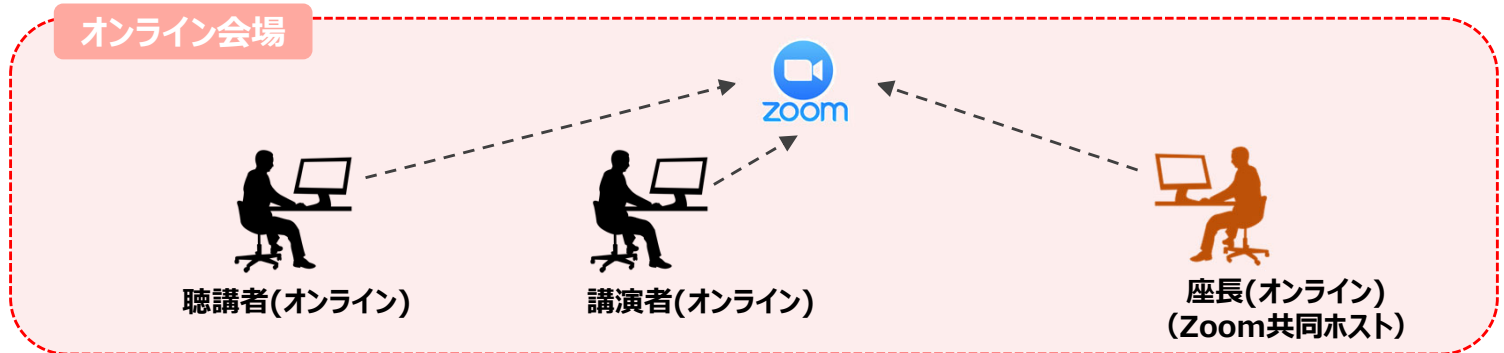 オンライン会場
zoom
聴講者(オンライン)
講演者(オンライン)
座長(オンライン)
（Zoom共同ホスト）